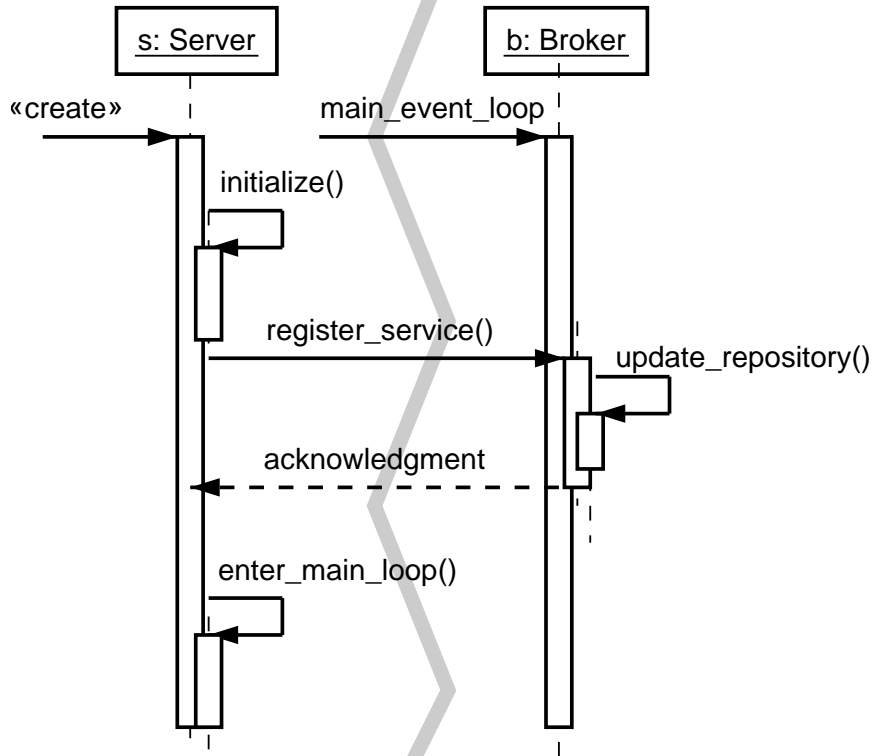 s: Server
b: Broker
«create»
main_event_loop
initialize()
register_service()
update_repository()
acknowledgment
enter_main_loop()